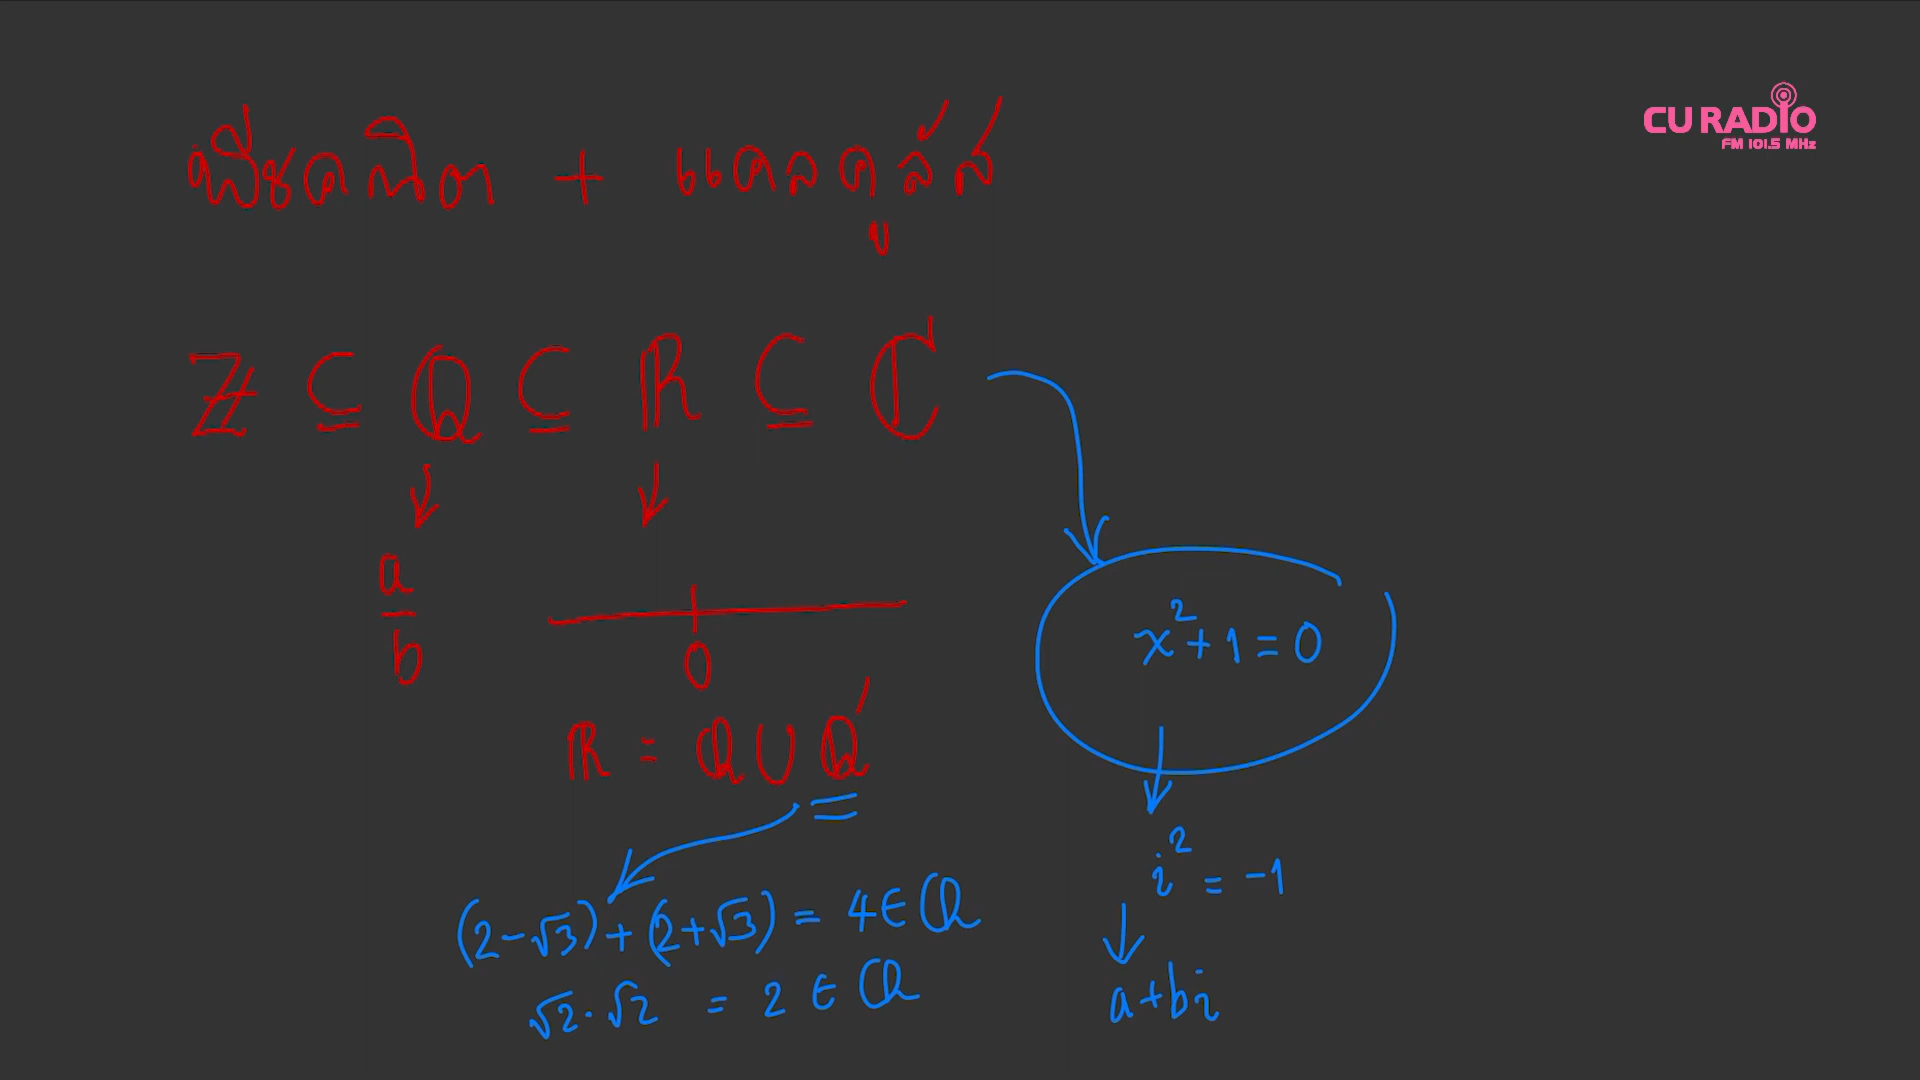 CU RADIO
FM 101.5 MHz
พีชคณิต + แคลคูลัส
ℤ ⊆ ℚ ⊆ ℝ ⊆ ℂ
a
b
0
x²+1=0
ℝ = ℚ ∪ ℚ'
i² = -1
(2-√3)+(2+√3) = 4 ∈ ℚ
√2·√2 = 2 ∈ ℚ
a+bi